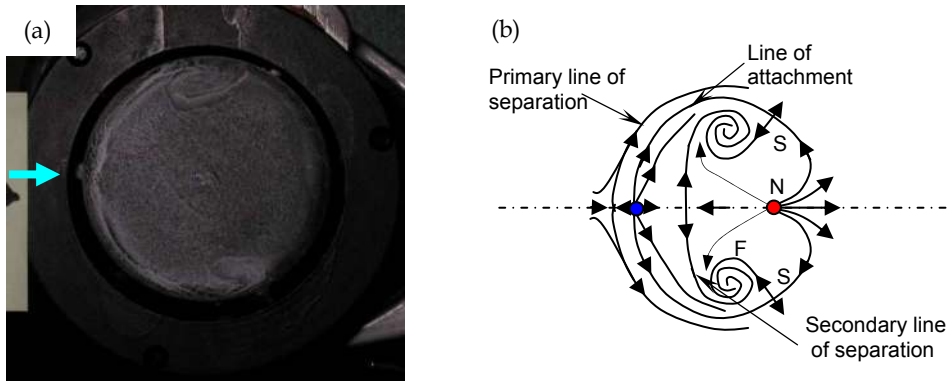 (a)
(b)
Line of
attachment
Primary line of
separation
S
N
F
S
Secondary line
of separation